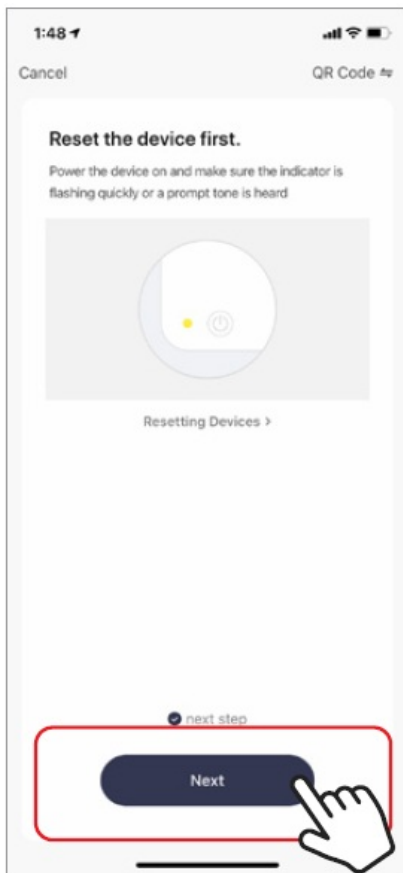 1:48
Cancel
QR Code
Reset the device first.
Power the device on and make sure the indicator is
flashing quickly or a prompt tone is heard
Resetting Devices >
next step
Next